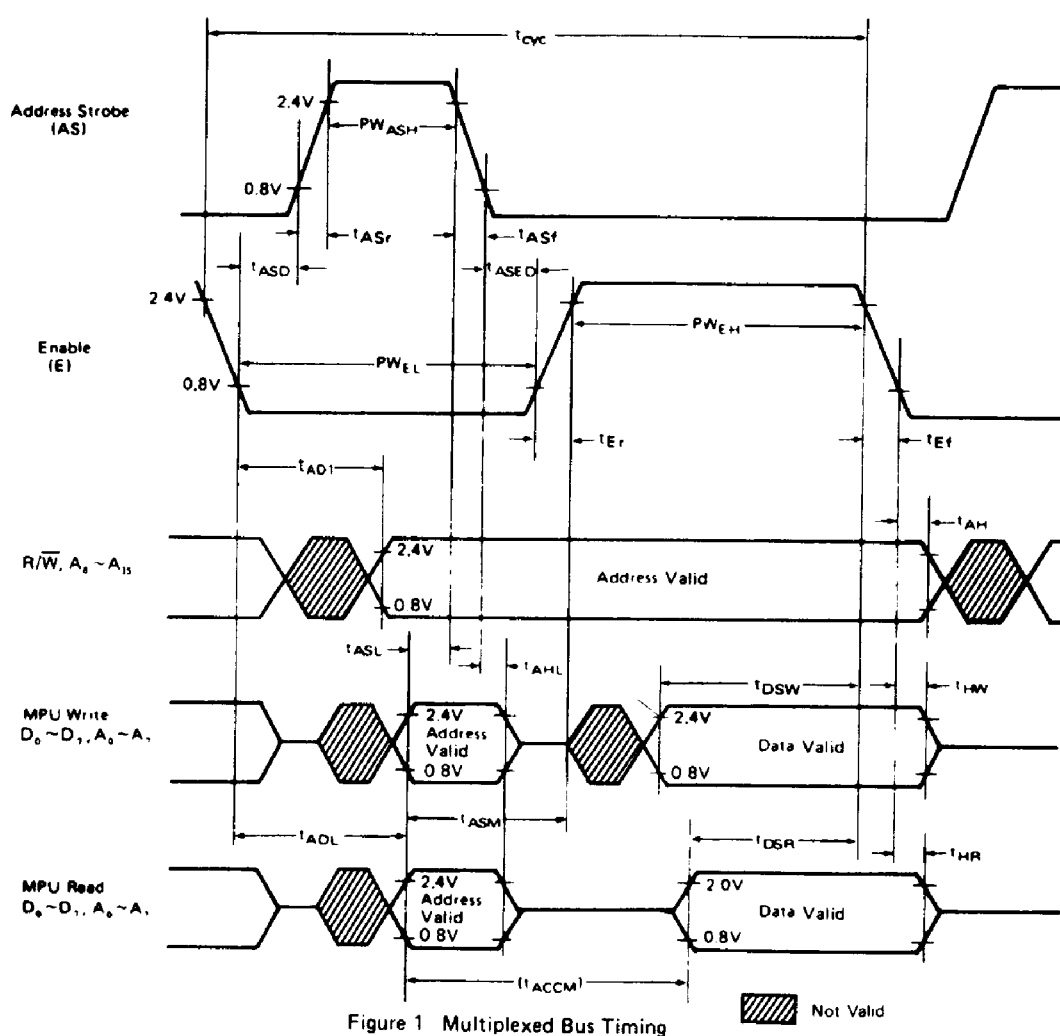 tcyc
Address Strobe
(AS)
2.4V
PWASH
0.8V
tASr
tASf
tASD
tASED
2.4V
Enable
(E)
PWEH
PWEL
0.8V
tEr
tEf
tAD1
tAH
R/W̅, A₈ ~ A₁₅
2.4V
Address Valid
0.8V
tASL
tAHL
tDSW
tHW
MPU Write
D₀ ~ D₇, A₀ ~ A₇
2.4V
Address
Valid
0.8V
2.4V
Data Valid
0.8V
tADL
tASM
tDSR
tHR
MPU Read
D₀ ~ D₇, A₀ ~ A₇
2.4V
Address
Valid
0.8V
2.0V
Data Valid
0.8V
(tACCM)
Not Valid
Figure 1 Multiplexed Bus Timing